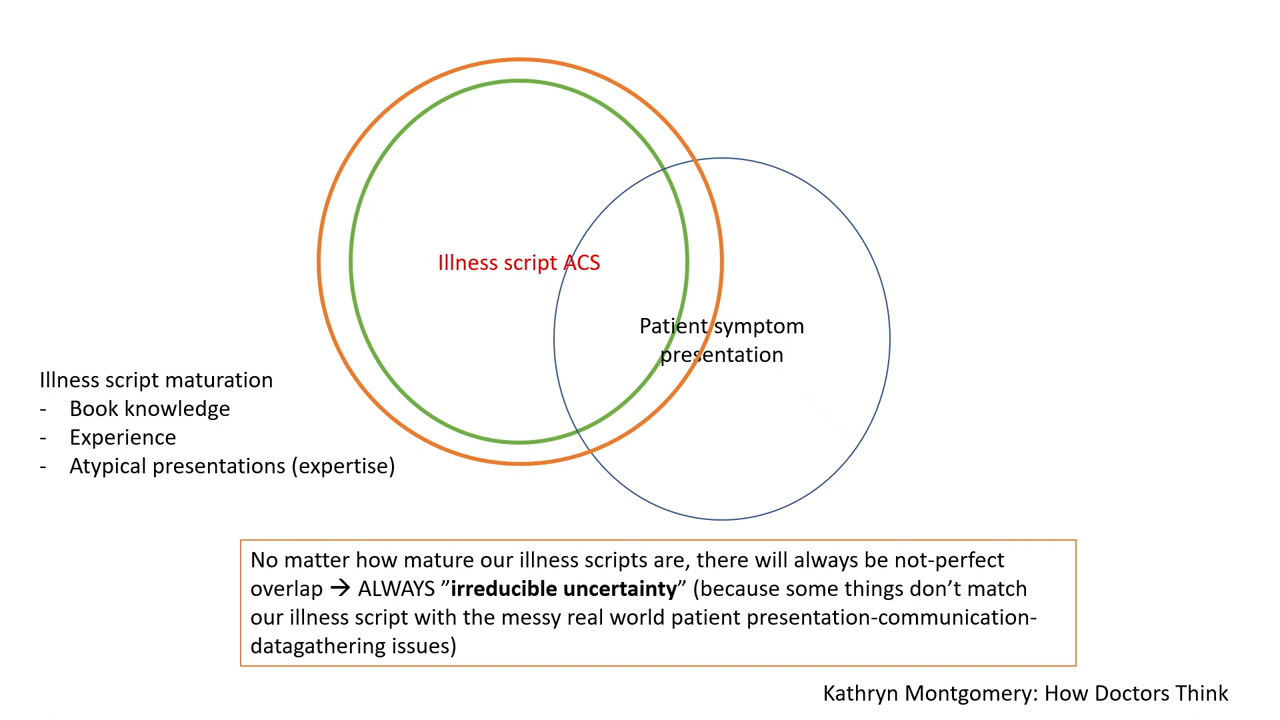 Illness script ACS
Patient symptom
presentation
Illness script maturation
- Book knowledge
- Experience
- Atypical presentations (expertise)
No matter how mature our illness scripts are, there will always be not-perfect
overlap → ALWAYS ”irreducible uncertainty” (because some things don’t match
our illness script with the messy real world patient presentation-communication-
datagathering issues)
Kathryn Montgomery: How Doctors Think